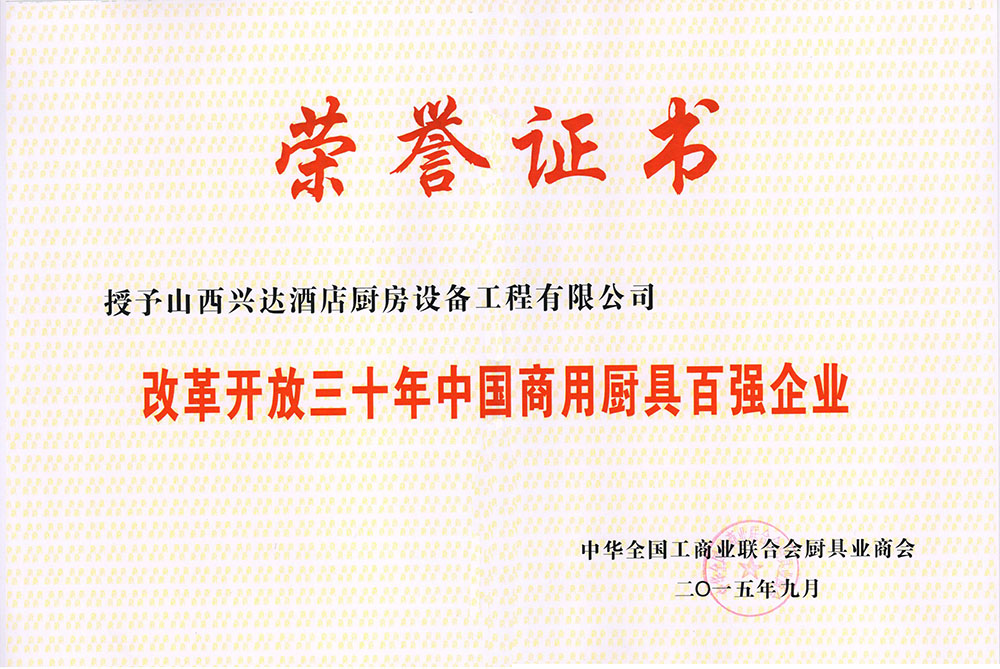 荣誉证书
授予山西兴达酒店厨房设备工程有限公司
改革开放三十年中国商用厨具百强企业
中华全国工商业联合会厨具业商会
二〇一五年九月